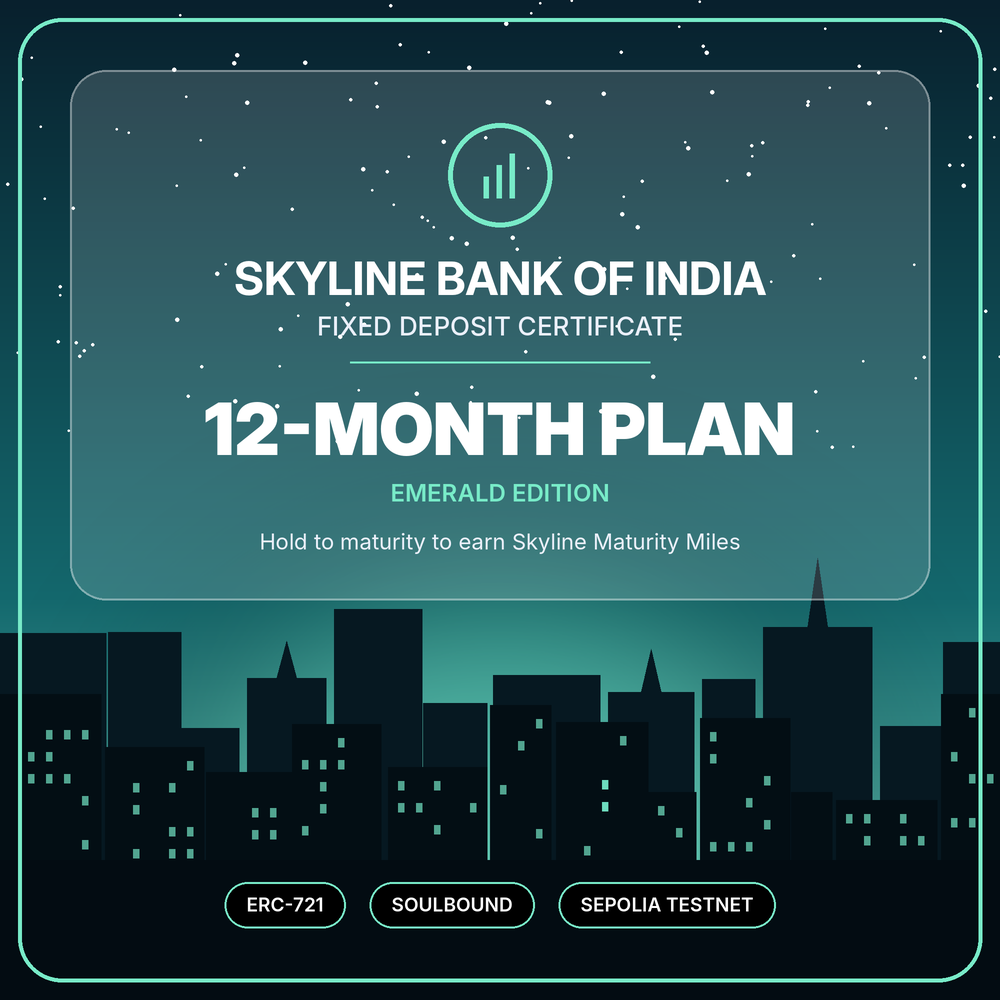 SKYLINE BANK OF INDIA
FIXED DEPOSIT CERTIFICATE
12-MONTH PLAN
EMERALD EDITION
Hold to maturity to earn Skyline Maturity Miles
ERC-721 SOULBOUND SEPOLIA TESTNET